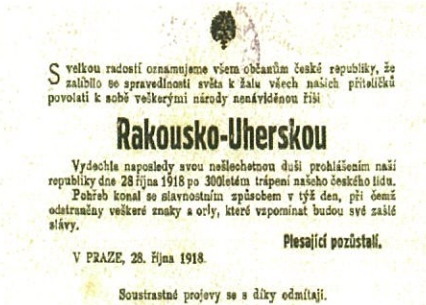 S velkou radostí oznamujeme všem občanům české republiky, že
zalíbilo se spravedlnosti světa k žalu všech našich přítelíčků
povolati k sobě veškerými národy nenáviděnou říši
Rakousko-Uherskou
Vydechla naposledy svou nešlechetnou duši prohlášením naší
republiky dne 28 října 1918 po 300letém trápení našeho českého lidu.
Pohřeb konal se slavnostním způsobem v týž den, při čemž
odstraněny veškeré znaky a orly, které vzpomínat budou své zašlé
slávy.
Plesající pozůstalí.
V PRAZE, 28. října 1918.
Soustrastné projevy se s díky odmítají.